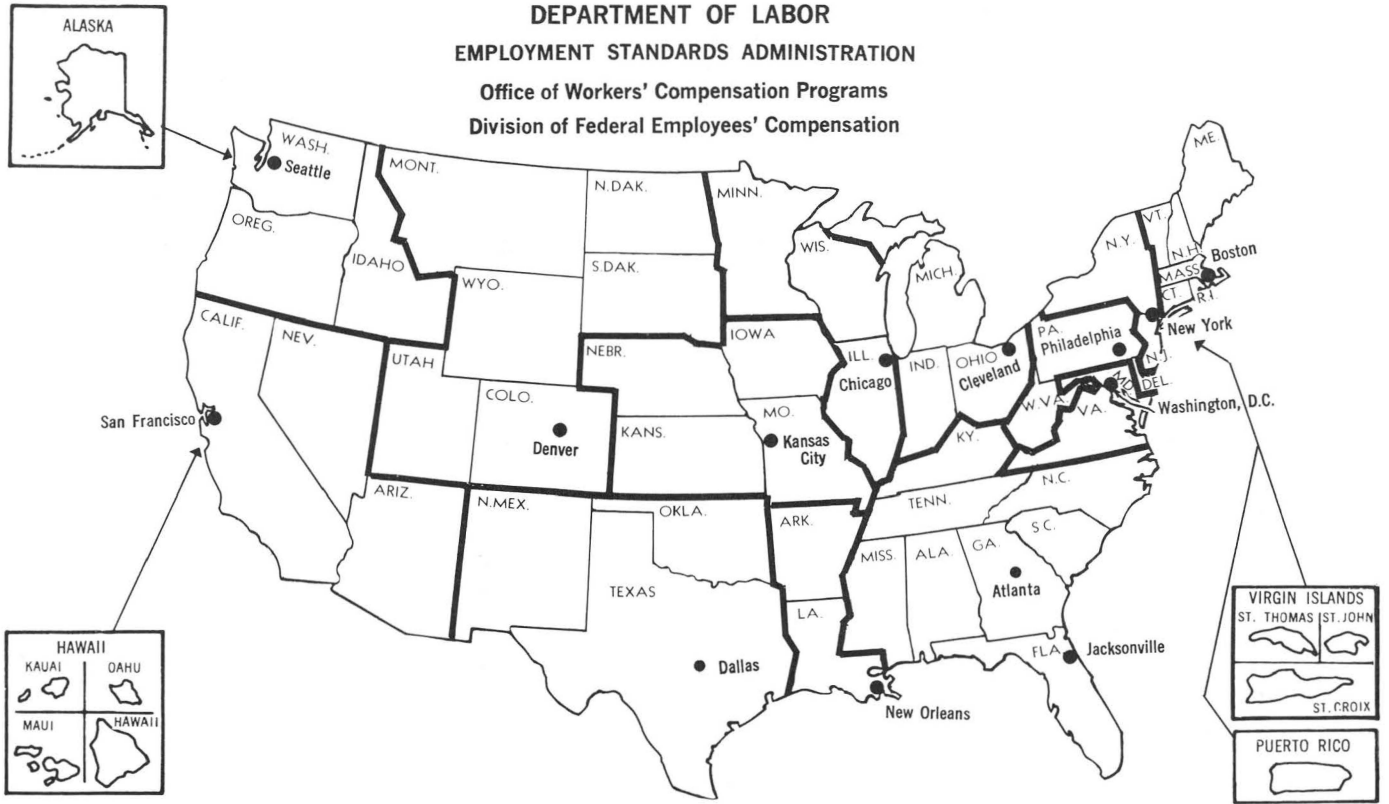 DEPARTMENT OF LABOR
EMPLOYMENT STANDARDS ADMINISTRATION
Office of Workers' Compensation Programs
Division of Federal Employees' Compensation
ALASKA
WASH.
Seattle
MONT.
N.DAK.
MINN.
ME.
OREG.
IDAHO
WYO.
S.DAK.
WIS.
MICH.
N.Y.
VT.
N.H.
Boston
MASS.
CT.
R.I.
CALIF.
NEV.
UTAH
NEBR.
IOWA
ILL.
Chicago
IND.
OHIO
Cleveland
PA.
Philadelphia
New York
N.J.
DEL.
MD.
Washington, D.C.
San Francisco
COLO.
Denver
KANS.
MO.
Kansas
City
KY.
W.VA.
VA.
ARIZ.
N.MEX.
OKLA.
ARK.
TENN.
N.C.
S.C.
MISS.
ALA.
GA.
Atlanta
TEXAS
Dallas
LA.
New Orleans
FLA.
Jacksonville
HAWAII
KAUAI
OAHU
MAUI
HAWAII
VIRGIN ISLANDS
ST. THOMAS
ST. JOHN
ST. CROIX
PUERTO RICO